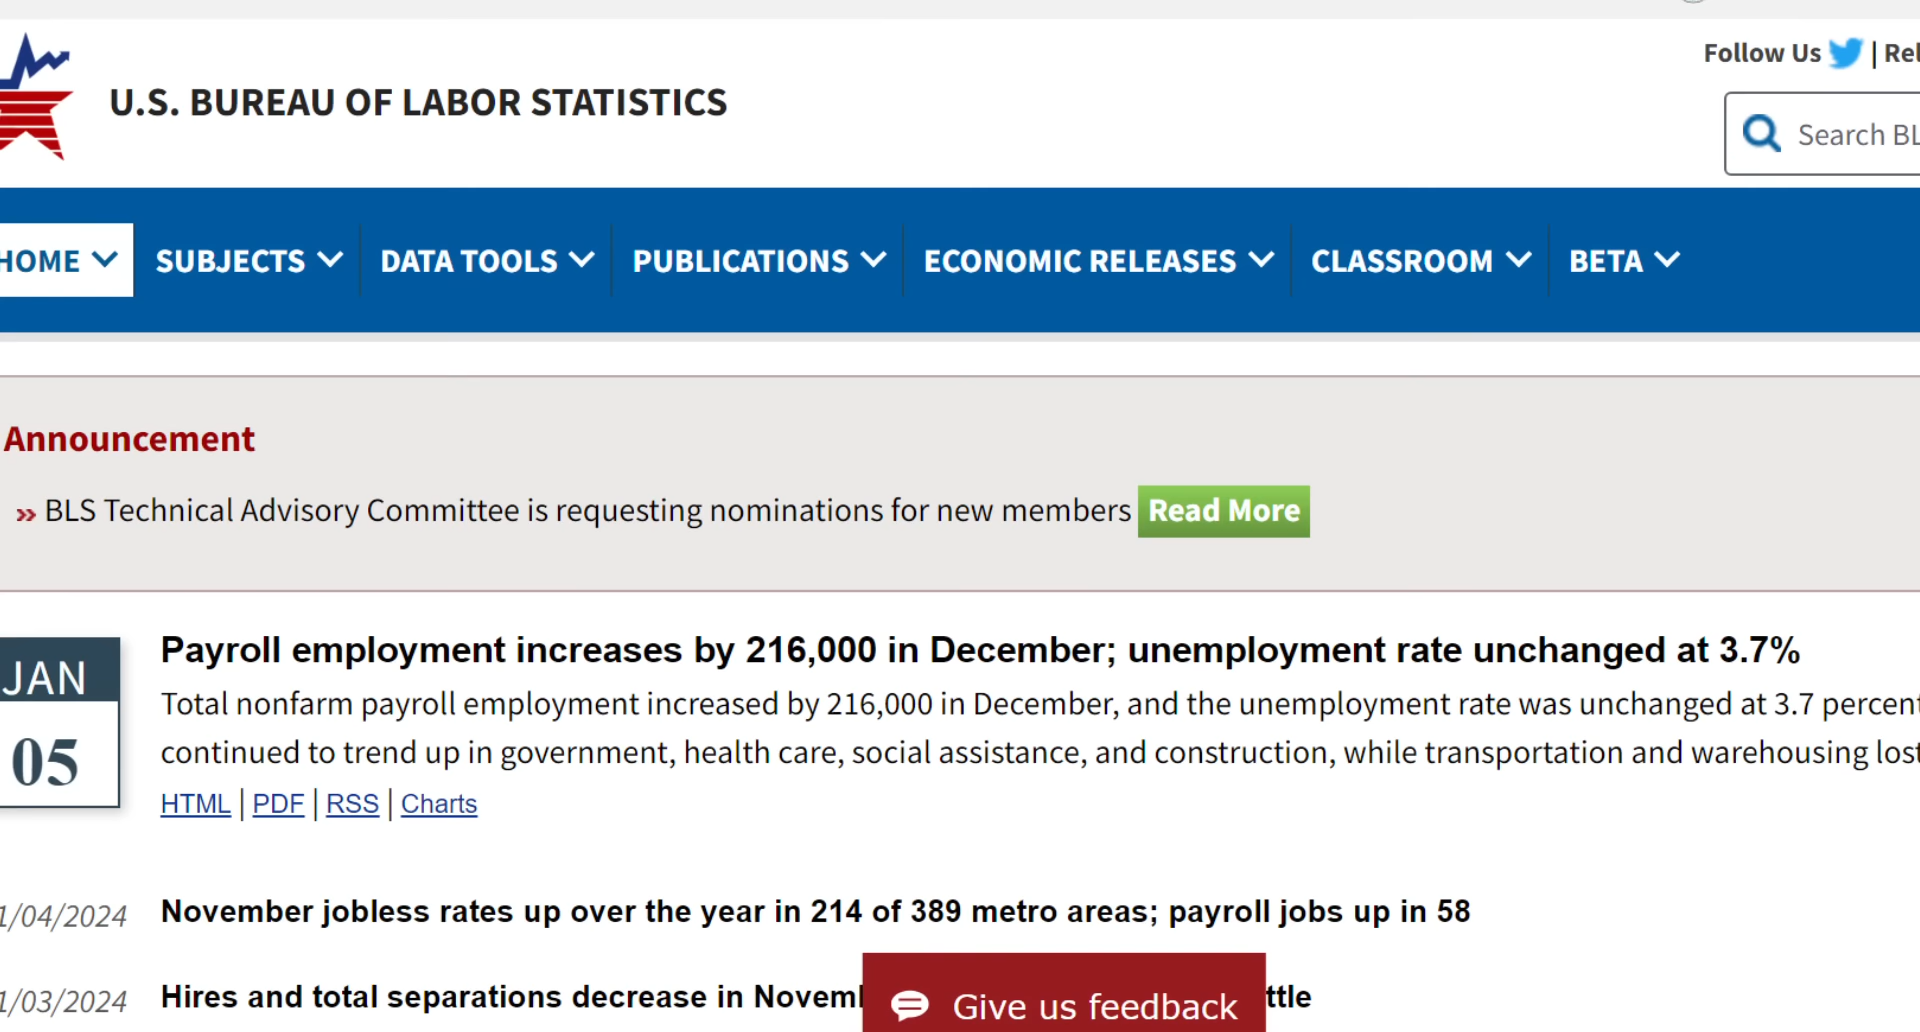 Follow Us | Rel
U.S. BUREAU OF LABOR STATISTICS
Search BL
HOME SUBJECTS DATA TOOLS PUBLICATIONS ECONOMIC RELEASES CLASSROOM BETA
Announcement
» BLS Technical Advisory Committee is requesting nominations for new members Read More
JAN
05
Payroll employment increases by 216,000 in December; unemployment rate unchanged at 3.7%
Total nonfarm payroll employment increased by 216,000 in December, and the unemployment rate was unchanged at 3.7 percent
continued to trend up in government, health care, social assistance, and construction, while transportation and warehousing lost
HTML | PDF | RSS | Charts
1/04/2024 November jobless rates up over the year in 214 of 389 metro areas; payroll jobs up in 58
1/03/2024 Hires and total separations decrease in Novem ttle
Give us feedback